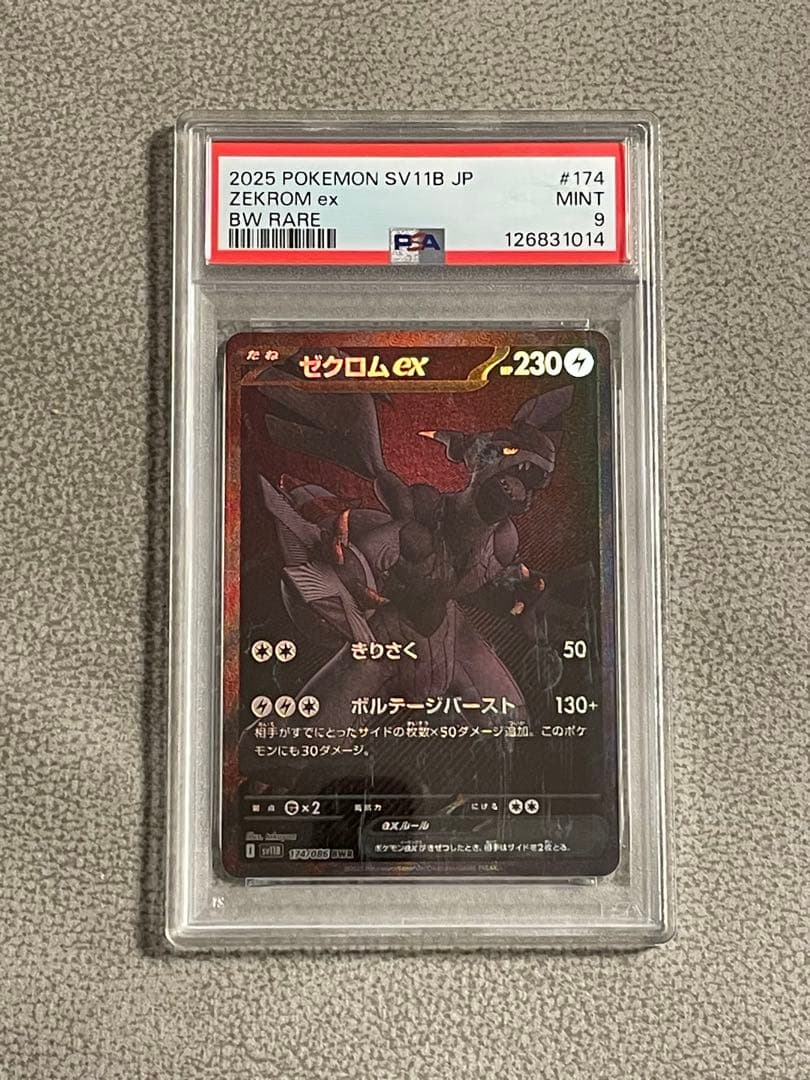 2025 POKEMON SV11B JP #174
ZEKROM ex MINT
BW RARE 9
PSA 126831014
たね ゼクロムex HP230
きりさく 50
ボルテージバースト 130+
相手がすでにとったサイドの枚数×50ダメージ追加。このポケ
モンにも30ダメージ。
弱点 ×2 抵抗力 にげる
exルール
ポケモンexがきぜつしたとき、相手はサイドを2枚とる。
illus. takuyoa
I sv11B 174/086 BWR